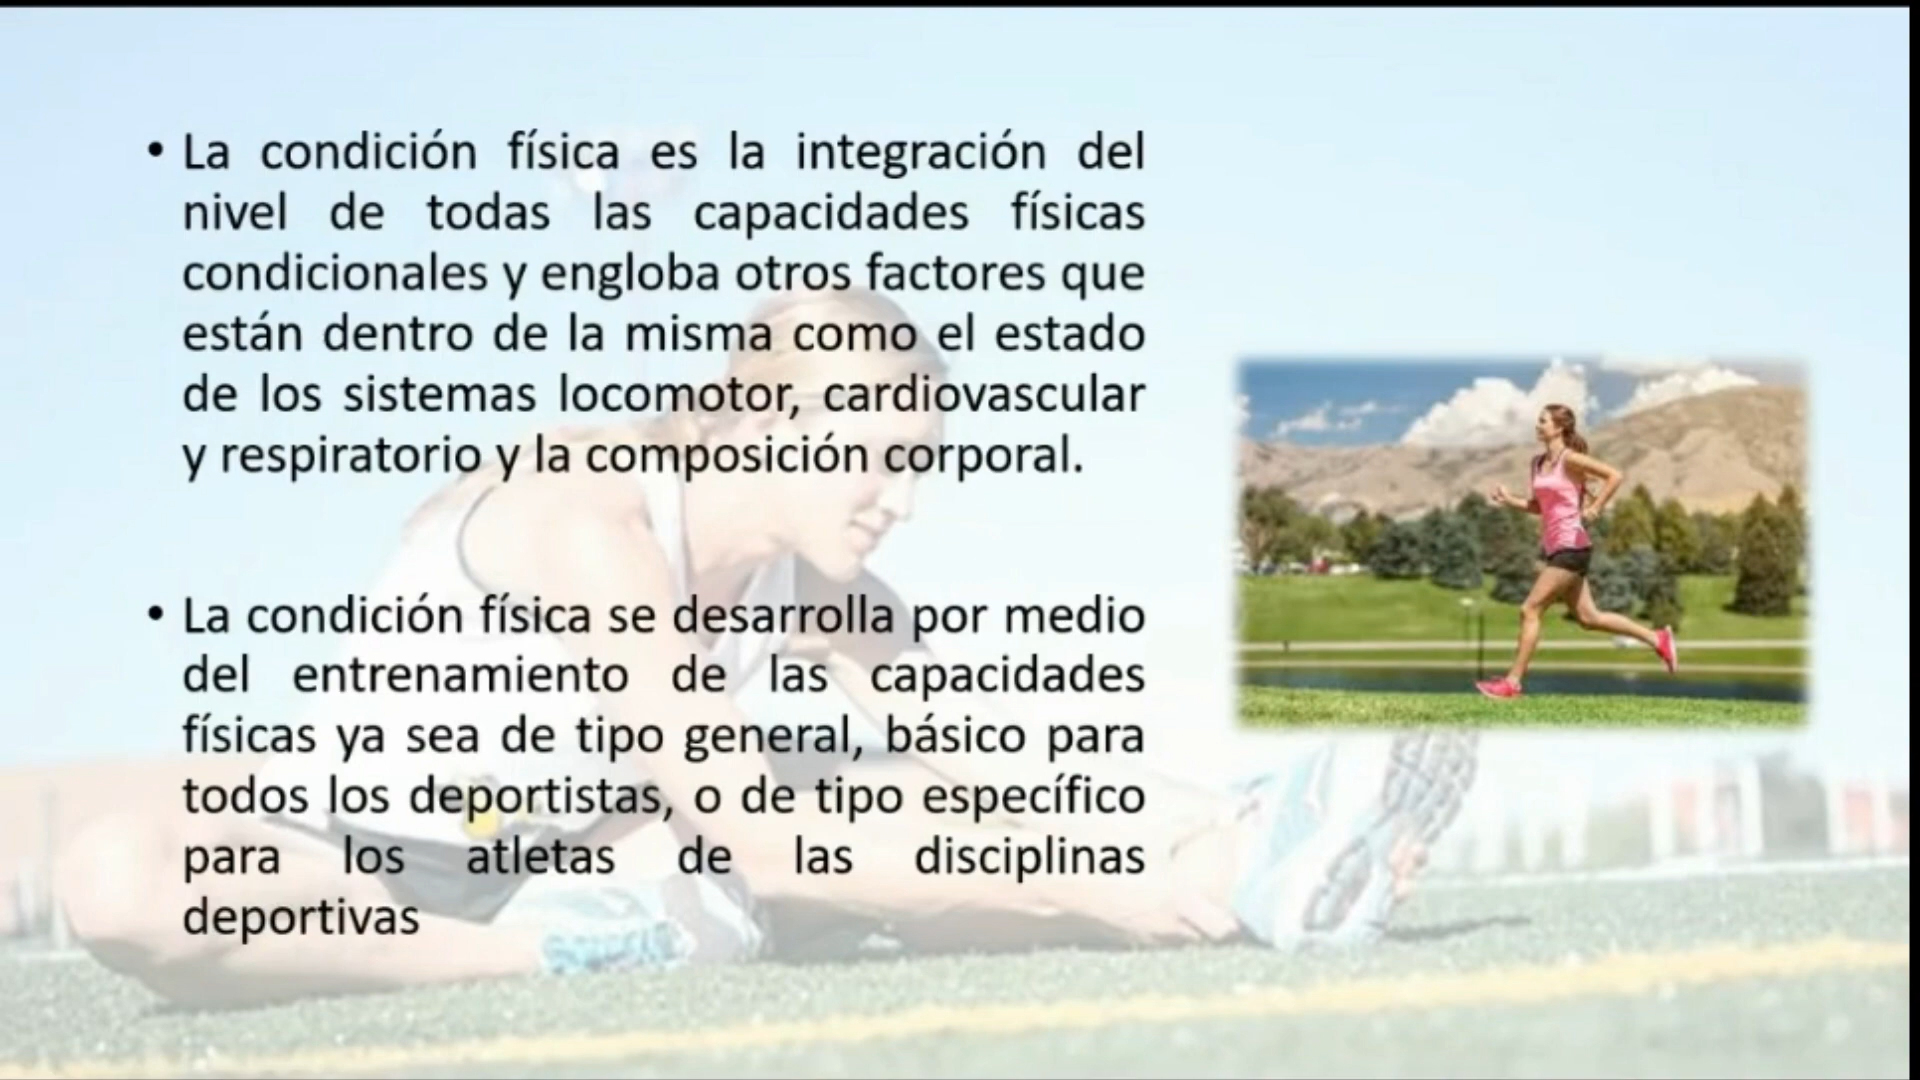 • La condición física es la integración del
nivel de todas las capacidades físicas
condicionales y engloba otros factores que
están dentro de la misma como el estado
de los sistemas locomotor, cardiovascular
y respiratorio y la composición corporal.
• La condición física se desarrolla por medio
del entrenamiento de las capacidades
físicas ya sea de tipo general, básico para
todos los deportistas, o de tipo específico
para los atletas de las disciplinas
deportivas